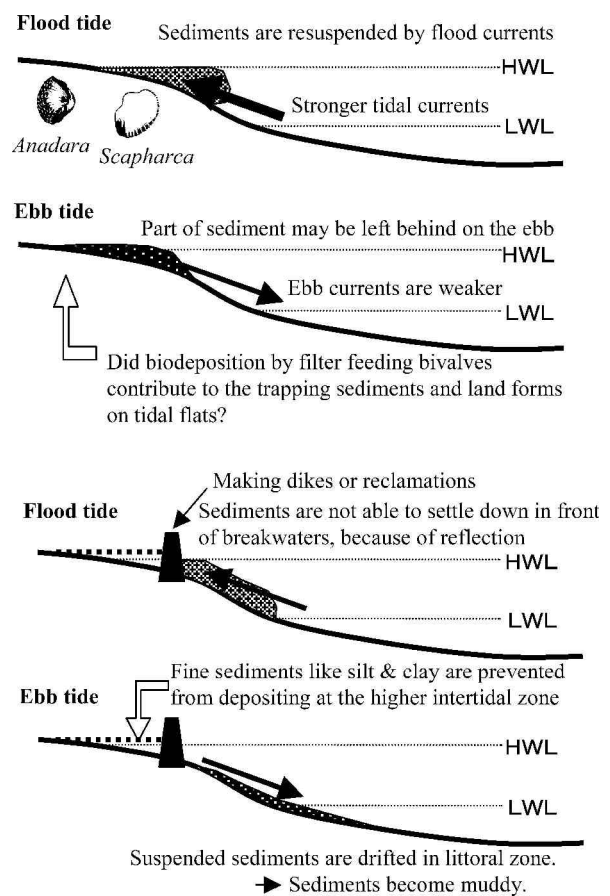 Flood tide
Sediments are resuspended by flood currents
HWL
Stronger tidal currents
LWL
Anadara
Scapharca
Ebb tide
Part of sediment may be left behind on the ebb
HWL
Ebb currents are weaker
LWL
Did biodeposition by filter feeding bivalves
contribute to the trapping sediments and land forms
on tidal flats?
Making dikes or reclamations
Flood tide
Sediments are not able to settle down in front
of breakwaters, because of reflection
HWL
LWL
Fine sediments like silt & clay are prevented
Ebb tide
from depositing at the higher intertidal zone
HWL
LWL
Suspended sediments are drifted in littoral zone.
Sediments become muddy.